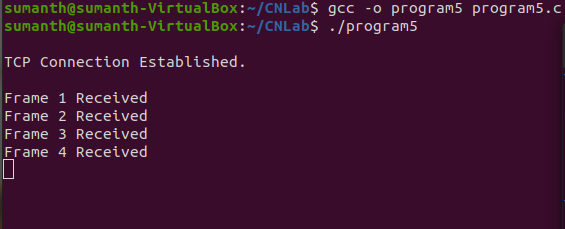 sumanth@sumanth-VirtualBox:~/CNLab$ gcc -o program5 program5.c
sumanth@sumanth-VirtualBox:~/CNLab$ ./program5
TCP Connection Established.
Frame 1 Received
Frame 2 Received
Frame 3 Received
Frame 4 Received